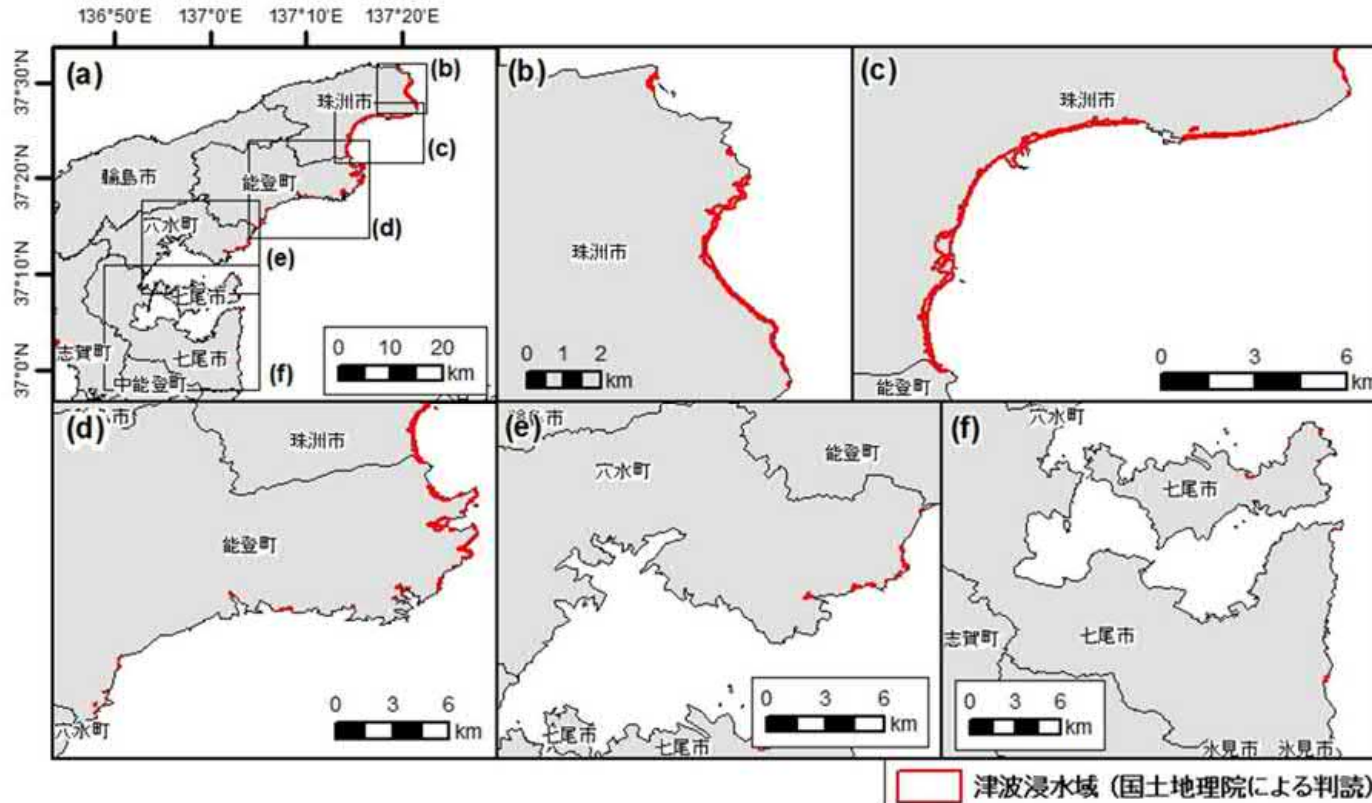 136°50'E 137°0'E 137°10'E 137°20'E
37°30'N
37°20'N
37°10'N
37°0'N
(a)
(b)
珠洲市
(c)
輪島市
能登町
(d)
穴水町
(e)
七尾市
志賀町
七尾市
中能登町
(f)
0 10 20
km
(b)
珠洲市
0 1 2
km
(c)
珠洲市
能登町
0 3 6
km
(d)
珠洲市
能登町
穴水町
0 3 6
km
(e)
能登町
穴水町
七尾市
七尾市
0 3 6
km
(f)
穴水町
七尾市
志賀町
七尾市
氷見市 氷見市
0 3 6
km
津波浸水域（国土地理院による判読）